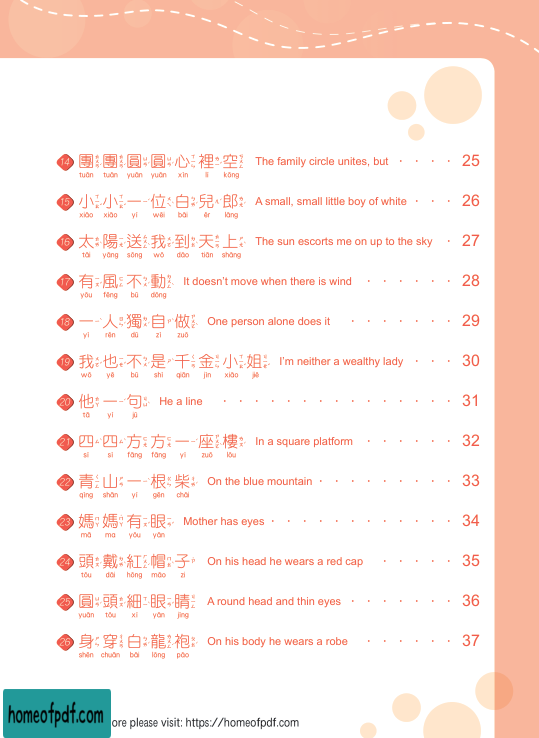 14 團團圓圓心裡空 The family circle unites, but · · · · 25
tuán tuán yuán yuán xīn lǐ kōng
15 小小一位白兒郎 A small, small little boy of white · · · 26
xiǎo xiǎo yí wèi bái ér láng
16 太陽送我到天上 The sun escorts me on up to the sky · 27
tài yáng sòng wǒ dào tiān shàng
17 有風不動 It doesn't move when there is wind · · · · · 28
yǒu fēng bú dòng
18 一人獨自做 One person alone does it · · · · · · 29
yì rén dú zì zuò
19 我也不是千金小姐 I'm neither a wealthy lady · · · 30
wǒ yě bú shì qiān jīn xiǎo jiě
20 他一句 He a line · · · · · · · · · · · · · 31
tā yí jù
21 四四方方一座樓 In a square platform · · · · · 32
sì sì fāng fāng yí zuò lóu
22 青山一根柴 On the blue mountain · · · · · · · · 33
qīng shān yì gēn chái
23 媽媽有眼 Mother has eyes · · · · · · · · · · · 34
mā ma yǒu yǎn
24 頭戴紅帽子 On his head he wears a red cap · · · · 35
tóu dài hóng mào zi
25 圓頭細眼睛 A round head and thin eyes · · · · · · 36
yuán tóu xì yǎn jīng
26 身穿白龍袍 On his body he wears a robe · · · · · 37
shēn chuān bái lóng páo
homeofpdf.com
ore please visit: https://homeofpdf.com